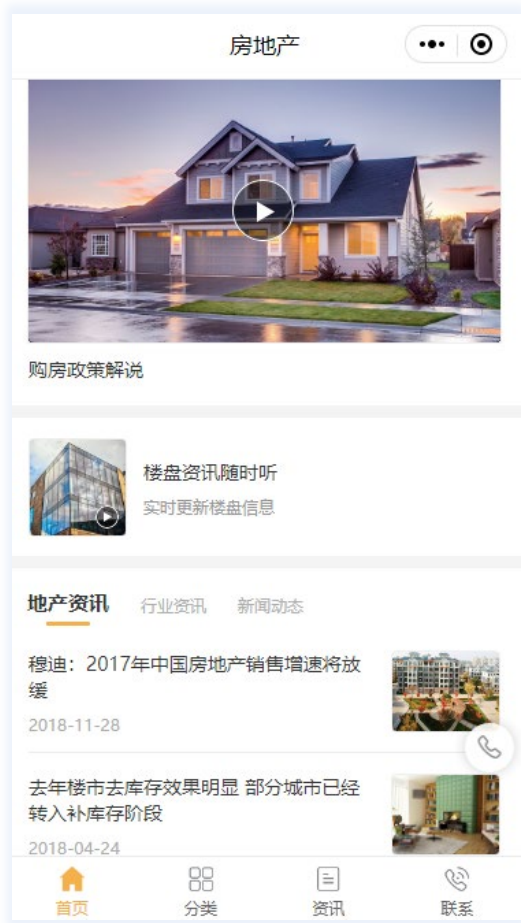 房地产
购房政策解说
楼盘资讯随时听
实时更新楼盘信息
地产资讯 行业资讯 新闻动态
穆迪：2017年中国房地产销售增速将放
缓
2018-11-28
去年楼市去库存效果明显 部分城市已经
转入补库存阶段
2018-04-24
首页 分类 资讯 联系